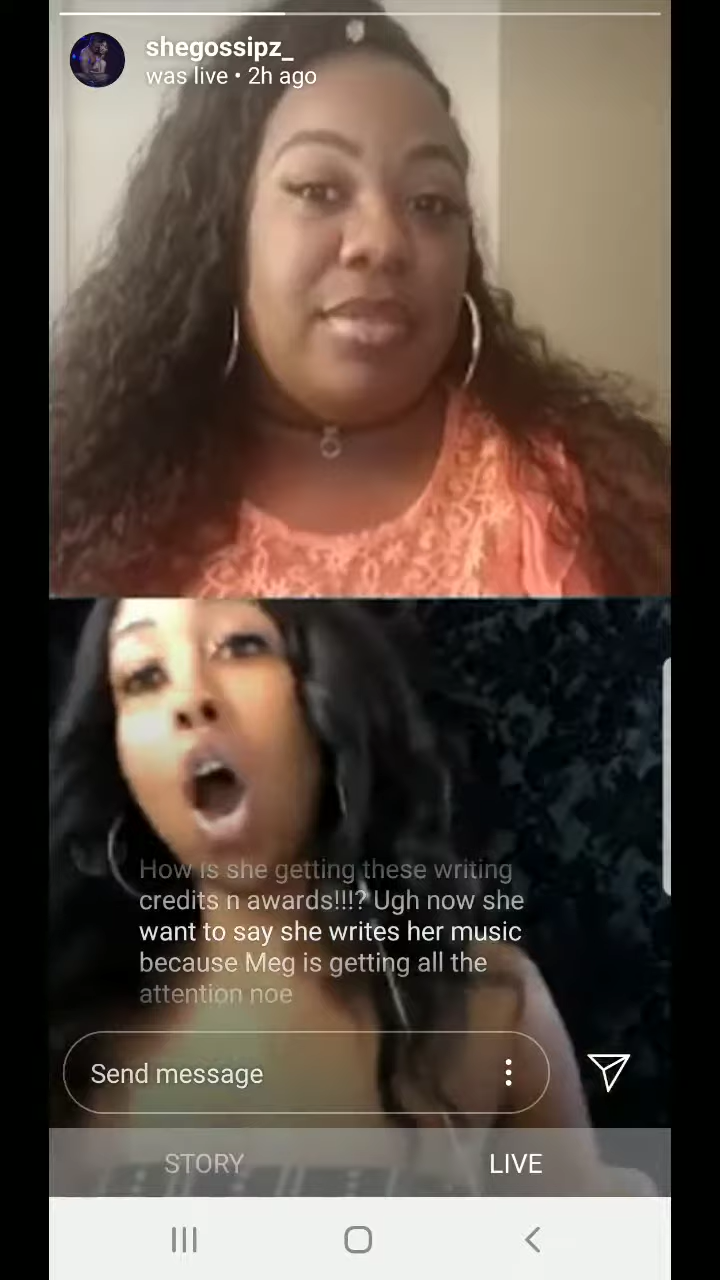 shegossipz_
was live • 2h ago
How is she getting these writing
credits n awards!!!? Ugh now she
want to say she writes her music
because Meg is getting all the
attention noe
Send message
STORY
LIVE